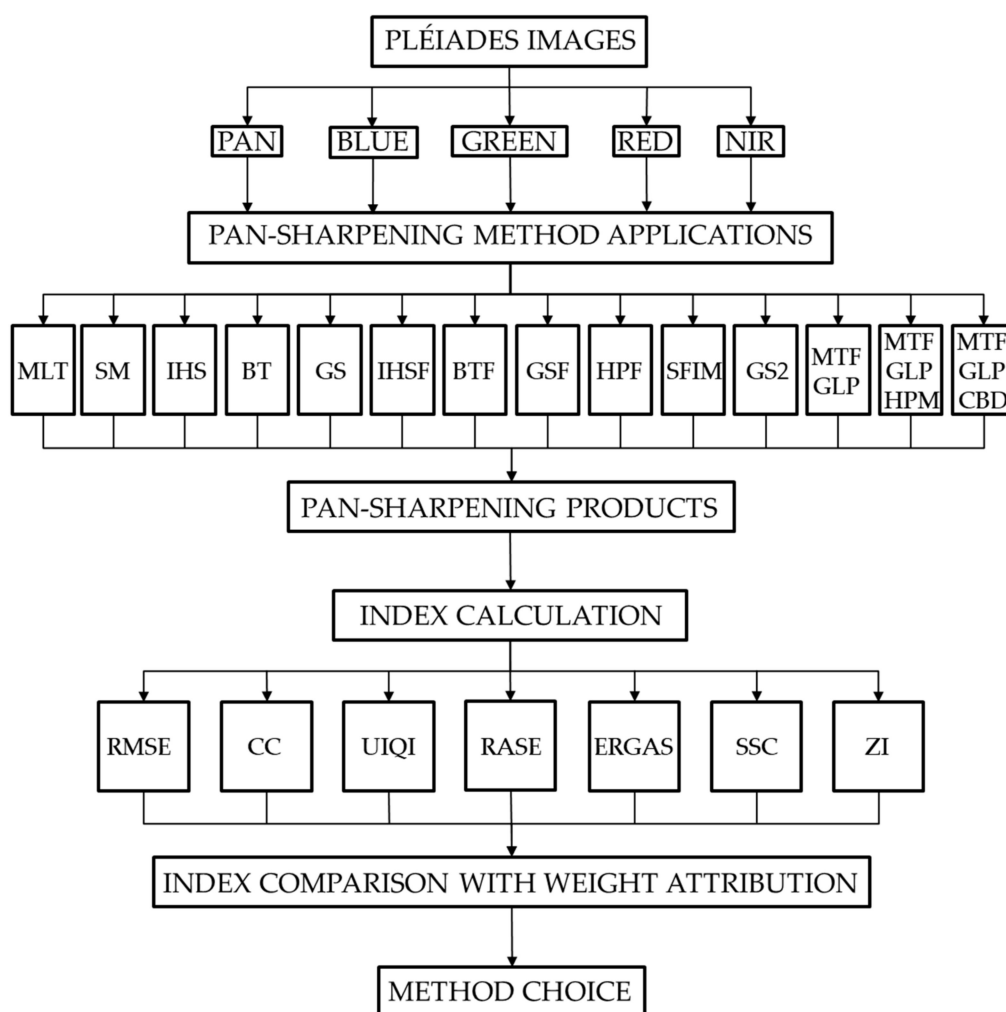 PLÉIADES IMAGES
PAN BLUE GREEN RED NIR
PAN-SHARPENING METHOD APPLICATIONS
MLT SM IHS BT GS IHSF BTF GSF HPF SFIM GS2
MTF
GLP
MTF
GLP
HPM
MTF
GLP
CBD
PAN-SHARPENING PRODUCTS
INDEX CALCULATION
RMSE CC UIQI RASE ERGAS SSC ZI
INDEX COMPARISON WITH WEIGHT ATTRIBUTION
METHOD CHOICE